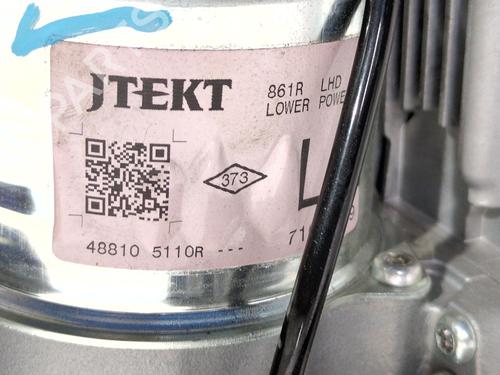 JTEKT
861R LHD
LOWER POWE
373
L
48810 5110R ---
71